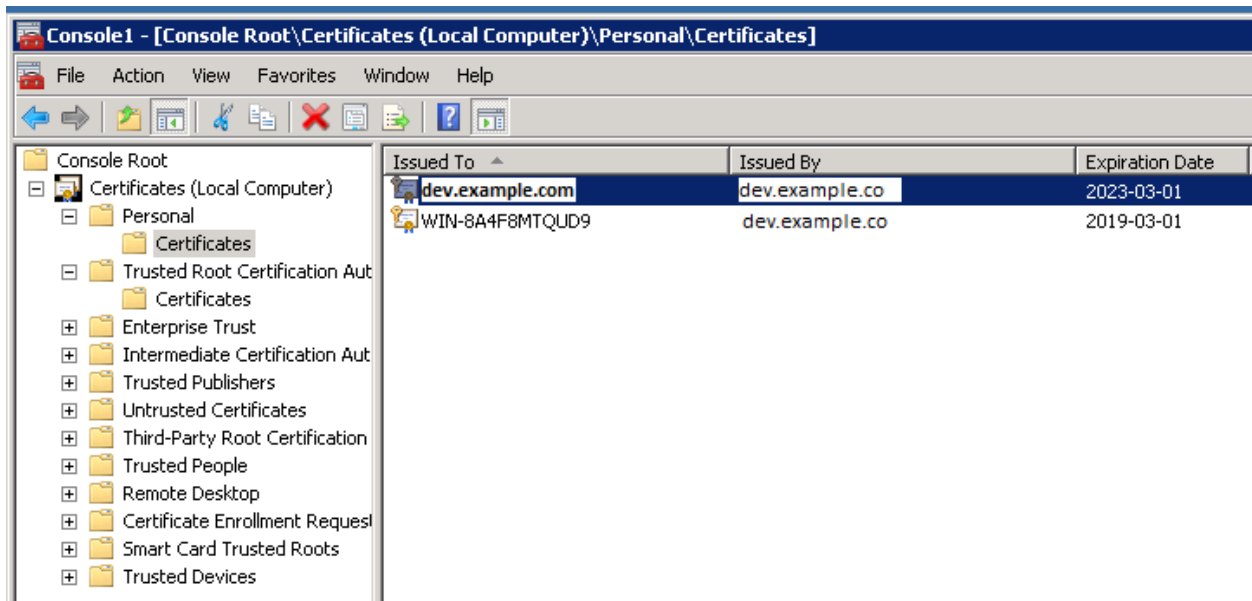 Console1 - [Console Root\Certificates (Local Computer)\Personal\Certificates]
File Action View Favorites Window Help
Console Root
Certificates (Local Computer)
Personal
Certificates
Trusted Root Certification Aut
Certificates
Enterprise Trust
Intermediate Certification Aut
Trusted Publishers
Untrusted Certificates
Third-Party Root Certification
Trusted People
Remote Desktop
Certificate Enrollment Request
Smart Card Trusted Roots
Trusted Devices
Issued To Issued By Expiration Date
dev.example.com dev.example.co 2023-03-01
WIN-8A4F8MTQUD9 dev.example.co 2019-03-01